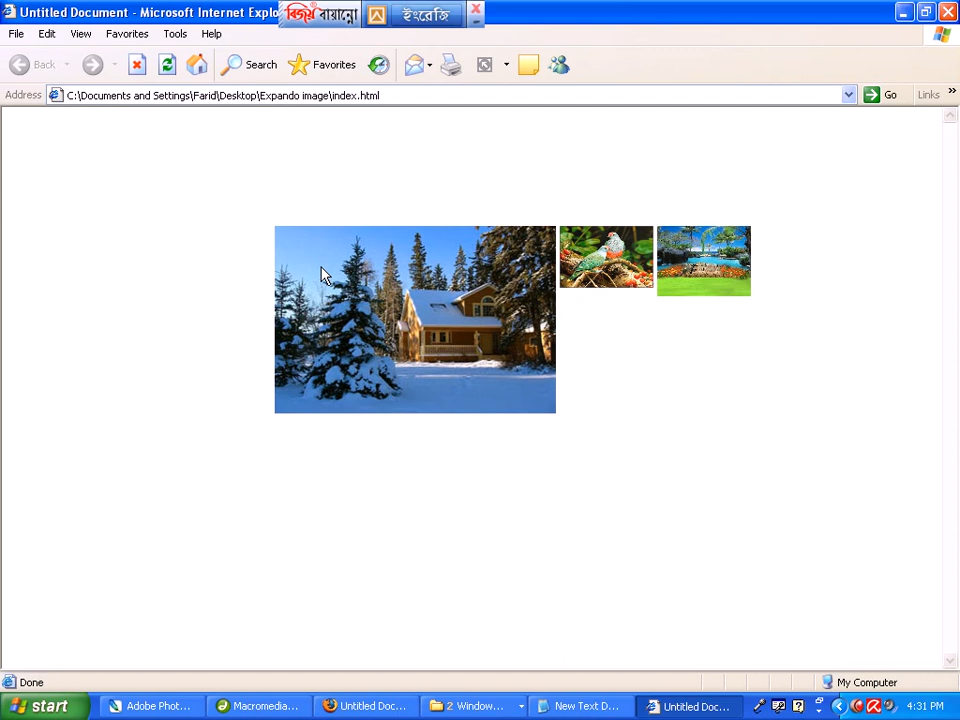 Untitled Document - Microsoft Internet Explo
বিজয়® বায়ান্নো
ইংরেজি
File Edit View Favorites Tools Help
Back Search Favorites
Address C:\Documents and Settings\Farid\Desktop\Expando image\index.html Go Links »
Done My Computer
start Adobe Phot... Macromedia... Untitled Doc... 2 Window... New Text D... Untitled Doc... 4:31 PM